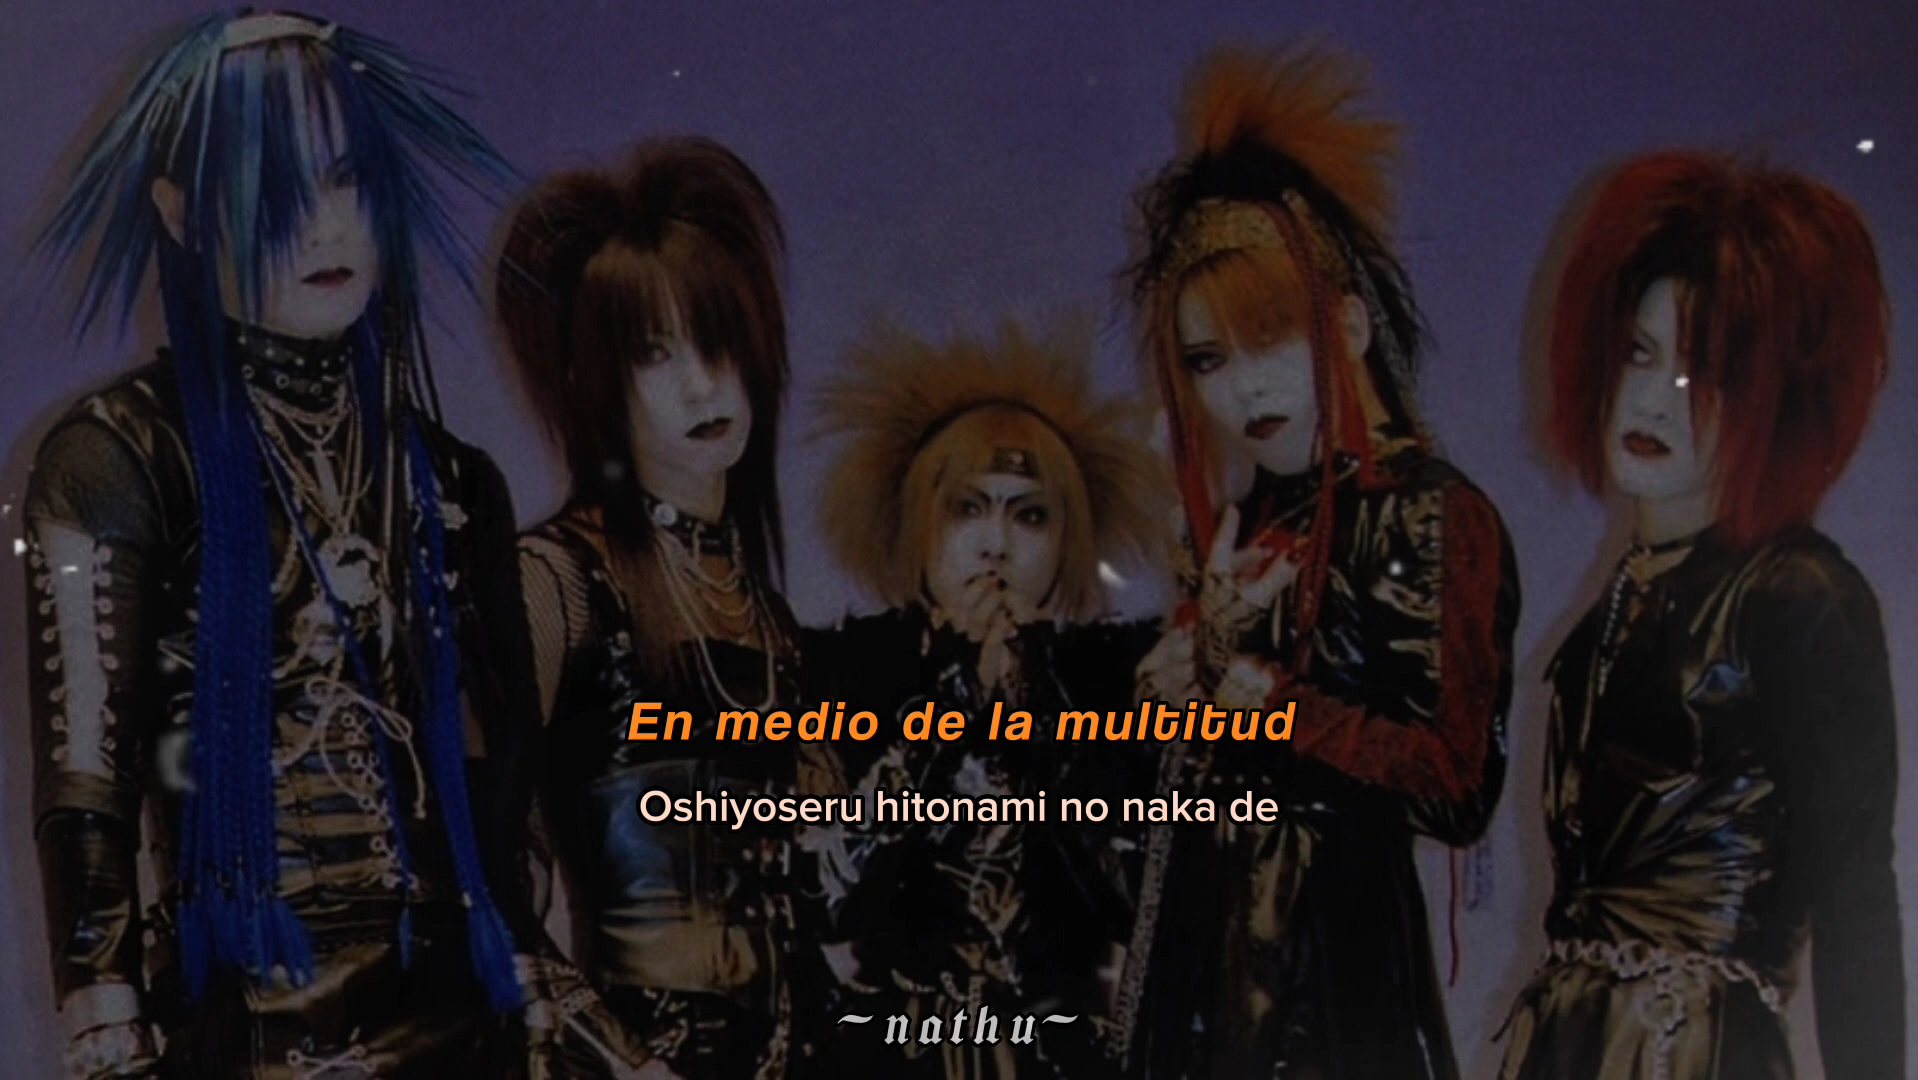 En medio de la multitud
Oshiyoseru hitonami no naka de
~nathu~